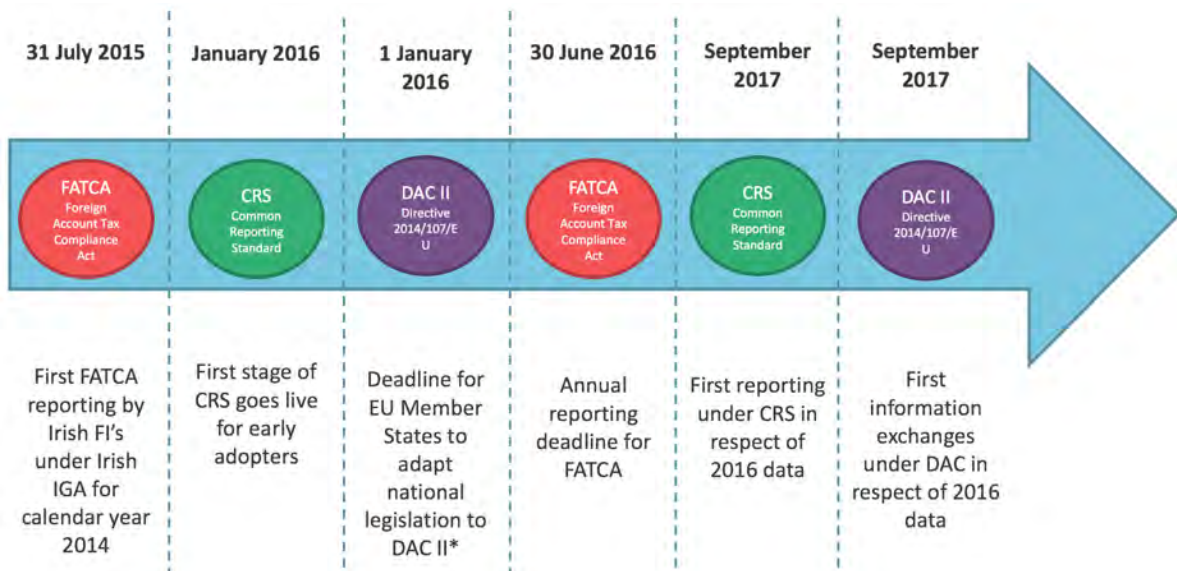 31 July 2015
January 2016
1 January
2016
30 June 2016
September
2017
September
2017
FATCA
Foreign
Account Tax
Compliance
Act
CRS
Common
Reporting
Standard
DAC II
Directive
2014/107/E
U
FATCA
Foreign
Account Tax
Compliance
Act
CRS
Common
Reporting
Standard
DAC II
Directive
2014/107/E
U
First FATCA
reporting by
Irish FI's
under Irish
IGA for
calendar year
2014
First stage of
CRS goes live
for early
adopters
Deadline for
EU Member
States to
adapt
national
legislation to
DAC II*
Annual
reporting
deadline for
FATCA
First reporting
under CRS in
respect of
2016 data
First
information
exchanges
under DAC in
respect of 2016
data